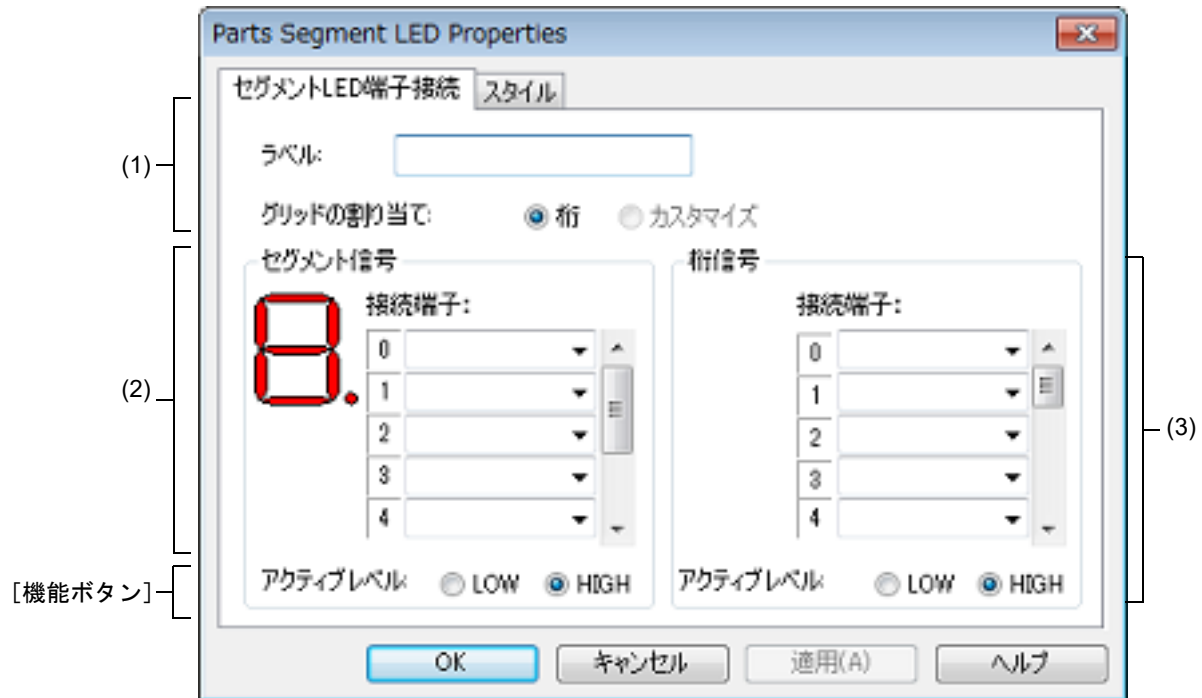 Parts Segment LED Properties
セグメントLED端子接続 スタイル
(1)
ラベル:
グリッドの割り当て: 桁 カスタマイズ
(2)
セグメント信号
接続端子:
0
1
2
3
4
アクティブレベル: LOW HIGH
桁信号
接続端子:
0
1
2
3
4
アクティブレベル: LOW HIGH
(3)
[機能ボタン]
OK キャンセル 適用(A) ヘルプ